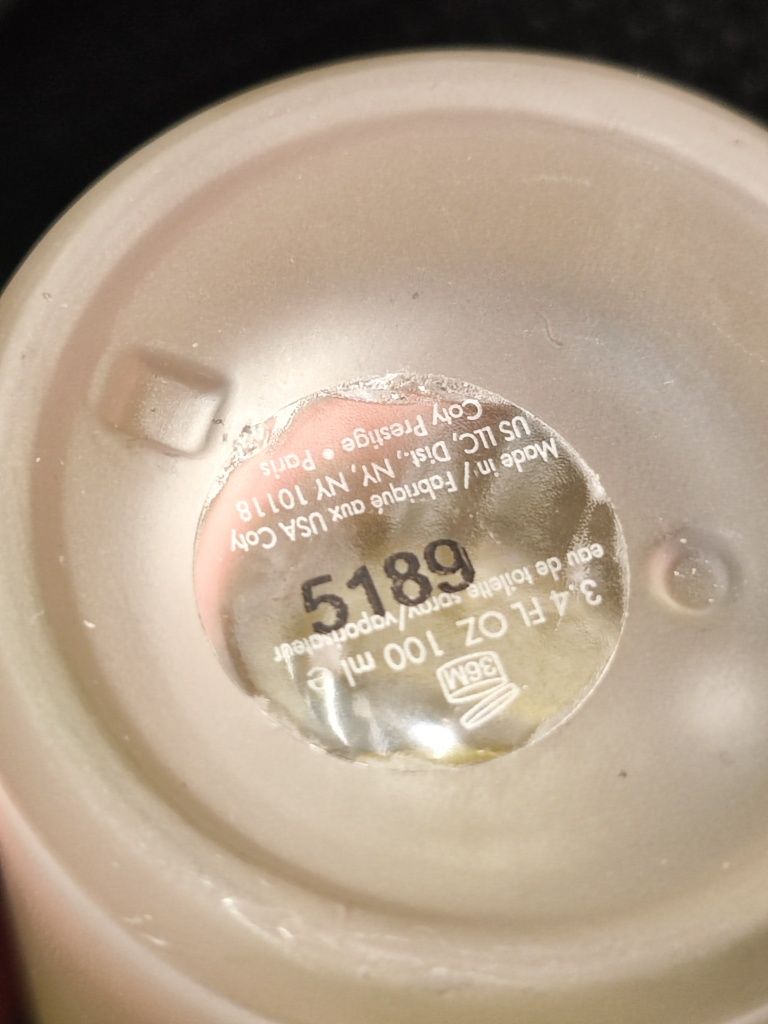 36M
3.4 FL OZ 100 ml e
eau de toilette spray/vaporisateur
5189
Made in / Fabriqué aux USA Coty
US LLC, Dist., NY, NY 10118
Coty Prestige • Paris